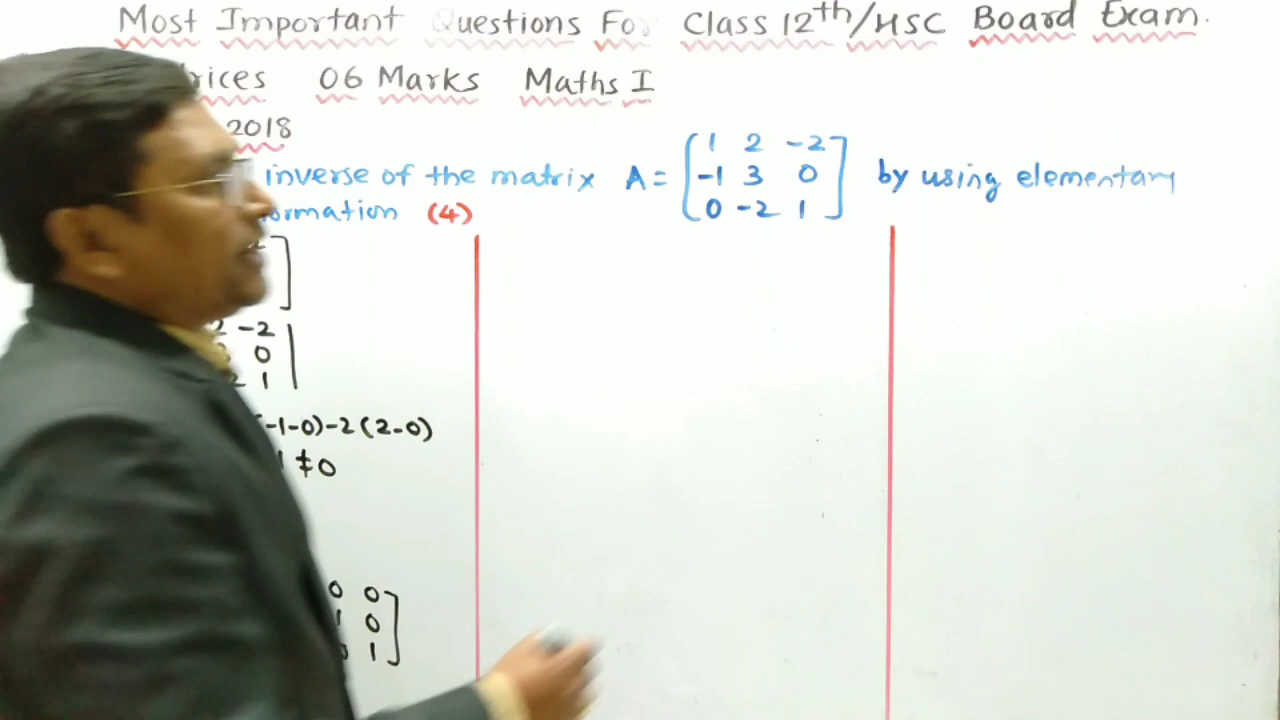 Most Important Questions For Class 12th/HSC Board Exam.
rices 06 Marks Maths I
2018
inverse of the matrix A = [ 1 2 -2 by using elementary
-1 3 0
0 -2 1 ]
ormation (4)
2 -2
0
1
-1-0)-2(2-0)
1 ≠0
0 0
1 0
1